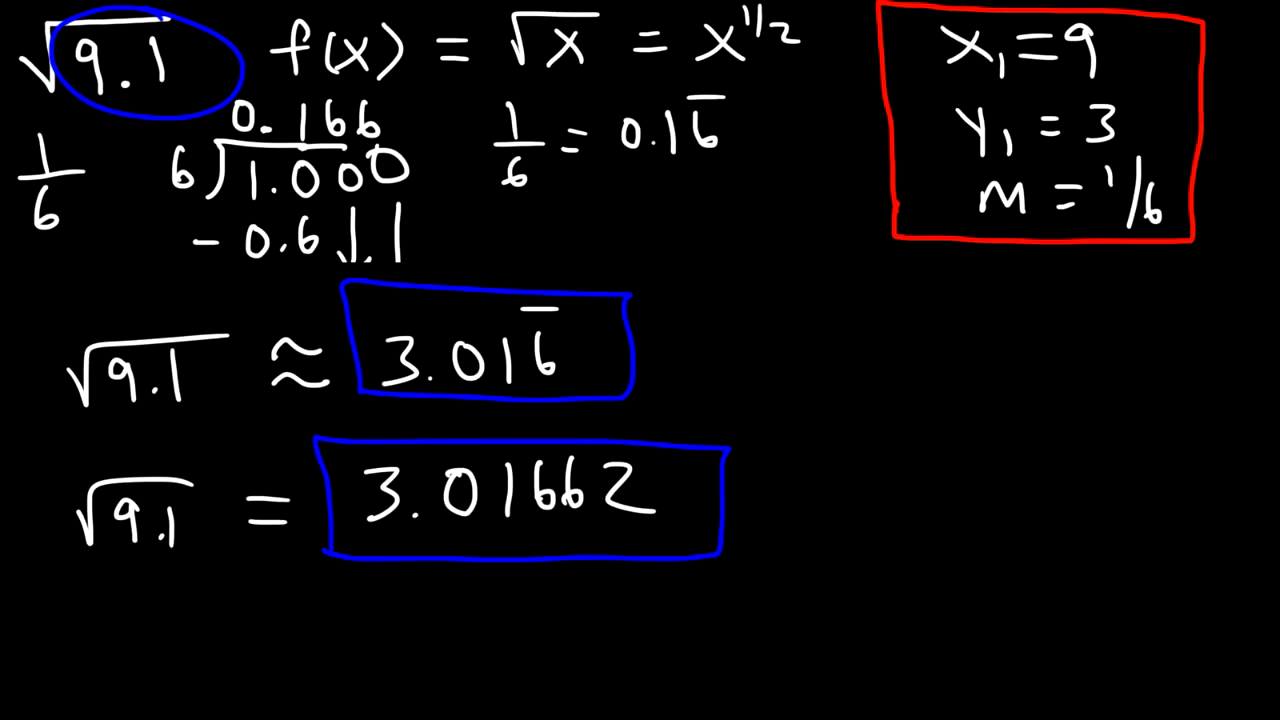 √9.1 f(x) = √x = x^1/2
x₁ = 9
y₁ = 3
M = 1/6
1/6
0.166
6)1.000
- 0.6
1/6 = 0.16̅
√9.1 ≈ 3.016̅
√9.1 = 3.01662